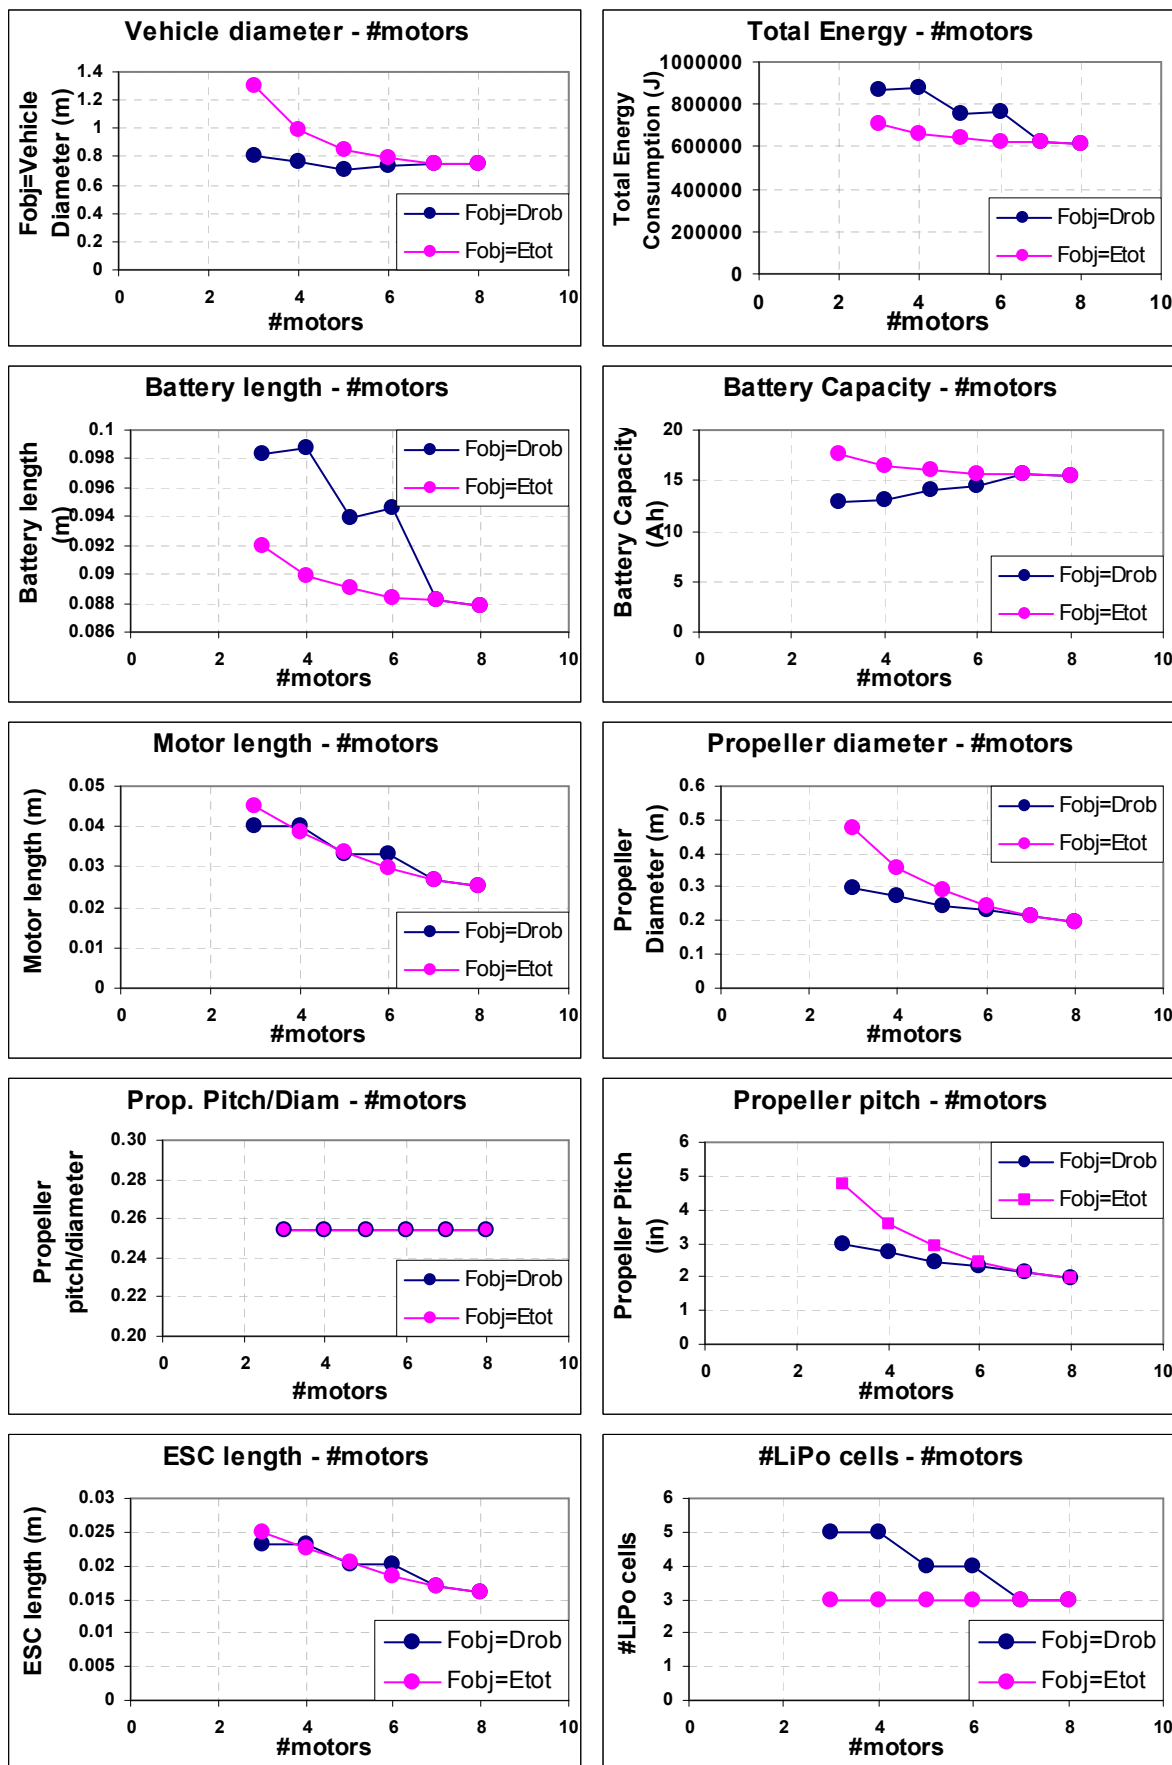 Vehicle diameter - #motors
Fobj=Vehicle
Diameter (m)
1.4
1.2
1
0.8
0.6
0.4
0.2
0
0 2 4 6 8 10
#motors
Fobj=Drob
Fobj=Etot
Total Energy - #motors
Total Energy
Consumption (J)
1000000
800000
600000
400000
200000
0
0 2 4 6 8 10
#motors
Fobj=Drob
Fobj=Etot
Battery length - #motors
Battery length
(m)
0.1
0.098
0.096
0.094
0.092
0.09
0.088
0.086
0 2 4 6 8 10
#motors
Fobj=Drob
Fobj=Etot
Battery Capacity - #motors
Battery Capacity
(Ah)
20
15
10
5
0
0 2 4 6 8 10
#motors
Fobj=Drob
Fobj=Etot
Motor length - #motors
Motor length (m)
0.05
0.04
0.03
0.02
0.01
0
0 2 4 6 8 10
#motors
Fobj=Drob
Fobj=Etot
Propeller diameter - #motors
Propeller
Diameter (m)
0.6
0.5
0.4
0.3
0.2
0.1
0
0 2 4 6 8 10
#motors
Fobj=Drob
Fobj=Etot
Prop. Pitch/Diam - #motors
Propeller
pitch/diameter
0.30
0.28
0.26
0.24
0.22
0.20
0 2 4 6 8 10
#motors
Fobj=Drob
Fobj=Etot
Propeller pitch - #motors
Propeller Pitch
(in)
6
5
4
3
2
1
0
0 2 4 6 8 10
#motors
Fobj=Drob
Fobj=Etot
ESC length - #motors
ESC length (m)
0.03
0.025
0.02
0.015
0.01
0.005
0
0 2 4 6 8 10
#motors
Fobj=Drob
Fobj=Etot
#LiPo cells - #motors
#LiPo cells
6
5
4
3
2
1
0
0 2 4 6 8 10
#motors
Fobj=Drob
Fobj=Etot